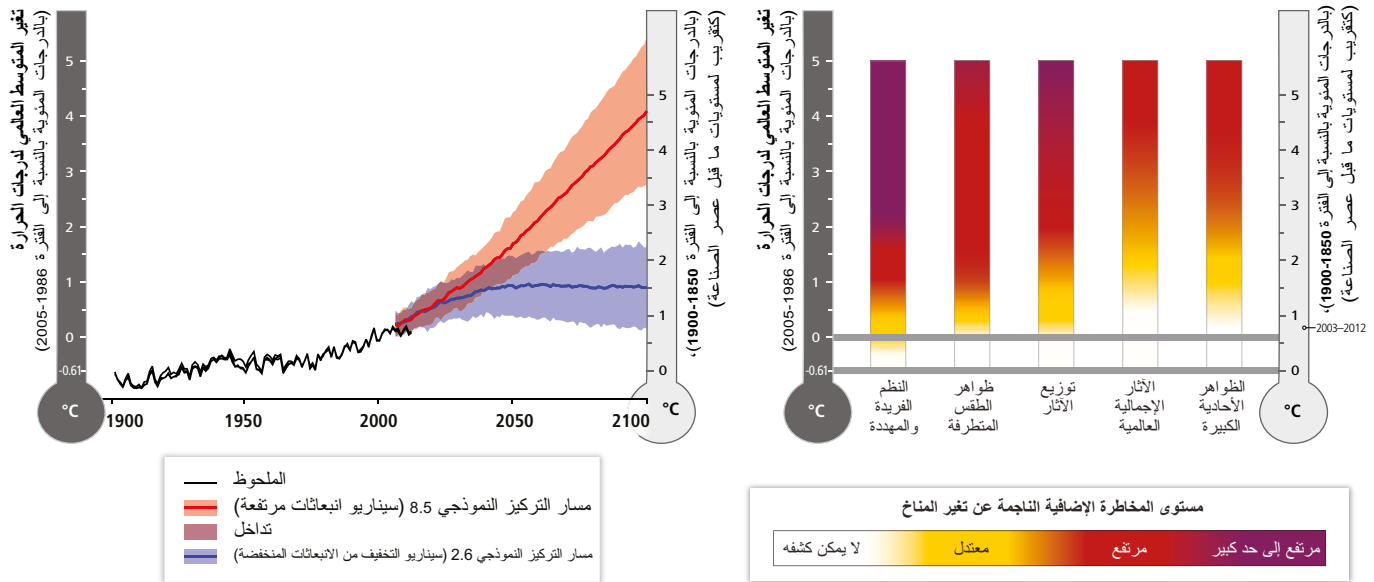 تغير المتوسط العالمي لدرجات الحرارة
(بالدرجات المئوية بالنسبة إلى الفترة 1986-2005)
5
4
3
2
1
0
-0.61
°C
1900
1950
2000
2050
2100
5
4
3
2
1
0
°C
(بالدرجات المئوية بالنسبة إلى الفترة 1850-1900)،
(كتقريب لمستويات ما قبل عصر الصناعة)
الملحوظ
مسار التركيز النموذجي 8.5 (سيناريو انبعاثات مرتفعة)
تداخل
مسار التركيز النموذجي 2.6 (سيناريو التخفيف من الانبعاثات المنخفضة)
تغير المتوسط العالمي لدرجات الحرارة
(بالدرجات المئوية بالنسبة إلى الفترة 1986-2005)
5
4
3
2
1
0
-0.61
°C
النظم
الفريدة
والمهددة
ظواهر
الطقس
المتطرفة
توزيع
الآثار
الآثار
الإجمالية
العالمية
الظواهر
الأحادية
الكبيرة
5
4
3
2
1
0
°C
2003–2012
(بالدرجات المئوية بالنسبة إلى الفترة 1850-1900)،
(كتقريب لمستويات ما قبل عصر الصناعة)
مستوى المخاطرة الإضافية الناجمة عن تغير المناخ
لا يمكن كشفه
معتدل
مرتفع
مرتفع إلى حد كبير